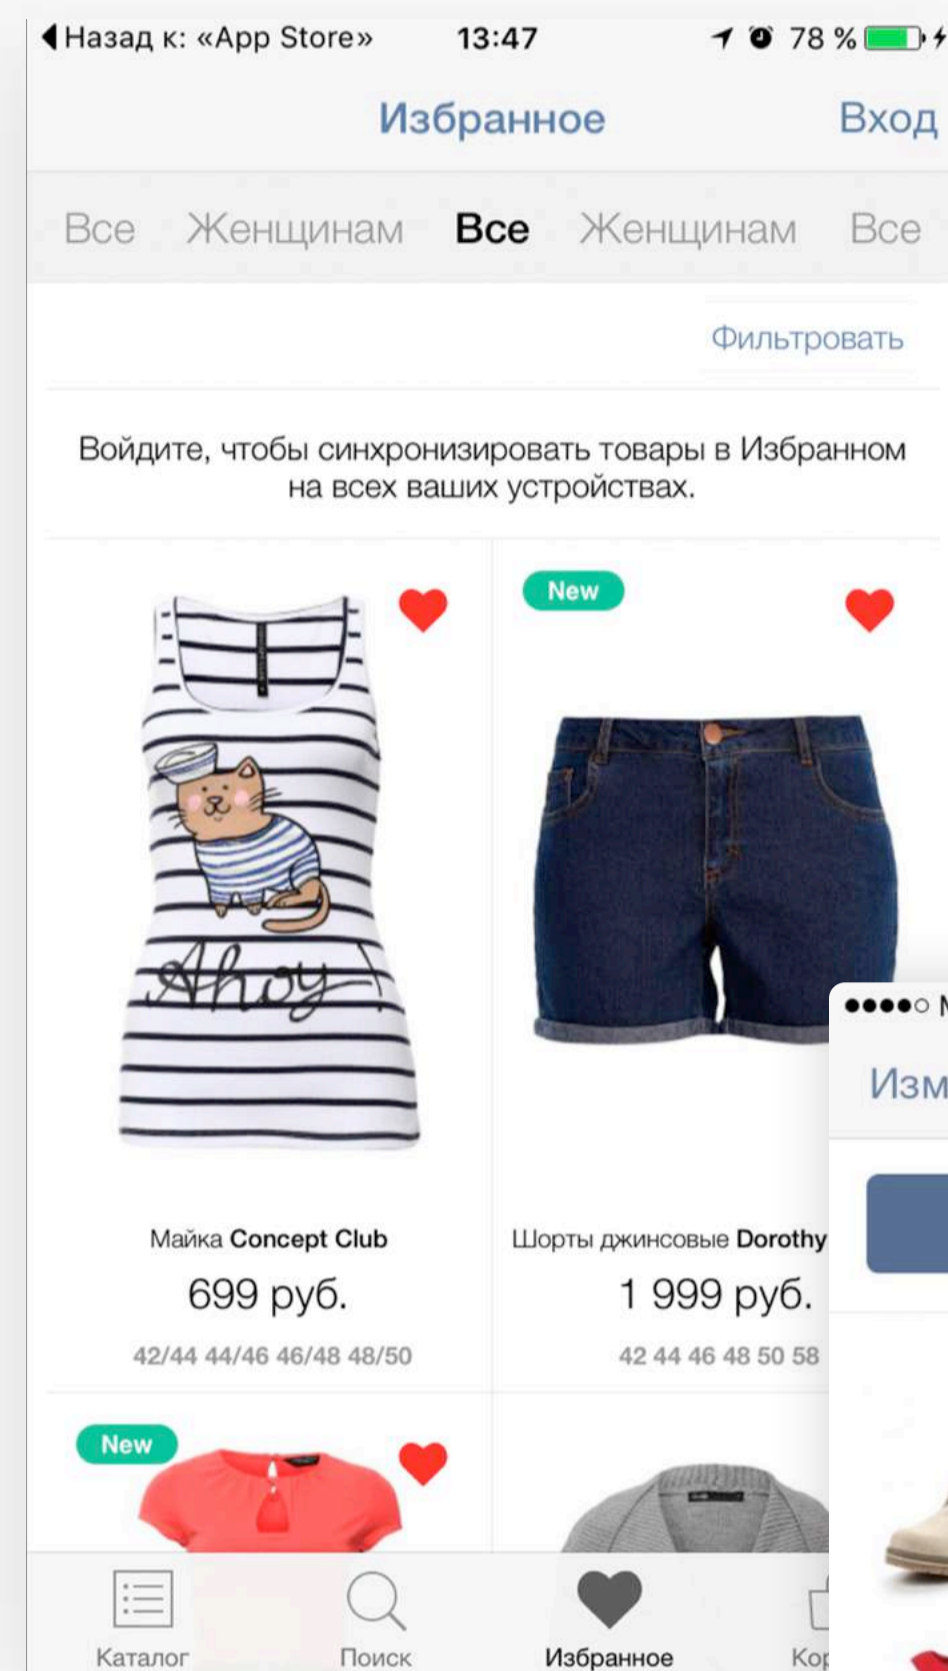 Назад к: «App Store» 13:47 78 %
Избранное Вход
Все Женщинам Все Женщинам Все
Фильтровать
Войдите, чтобы синхронизировать товары в Избранном
на всех ваших устройствах.
New
Ahoy!
Майка Concept Club
699 руб.
42/44 44/46 46/48 48/50
Шорты джинсовые Dorothy
1 999 руб.
42 44 46 48 50 58
New
Каталог Поиск Избранное